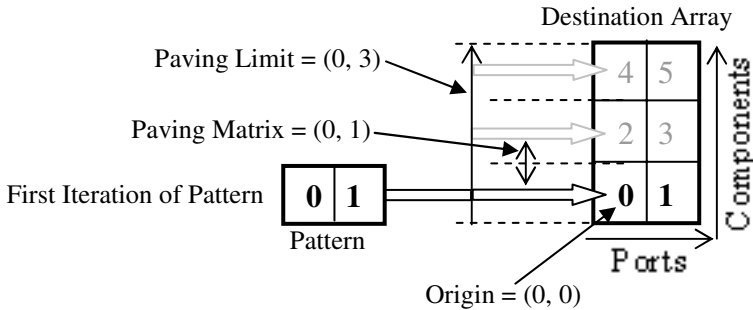 Destination Array
Paving Limit = (0, 3)
4 5
Paving Matrix = (0, 1)
2 3
First Iteration of Pattern
0 1
0 1
Pattern
Components
Ports
Origin = (0, 0)